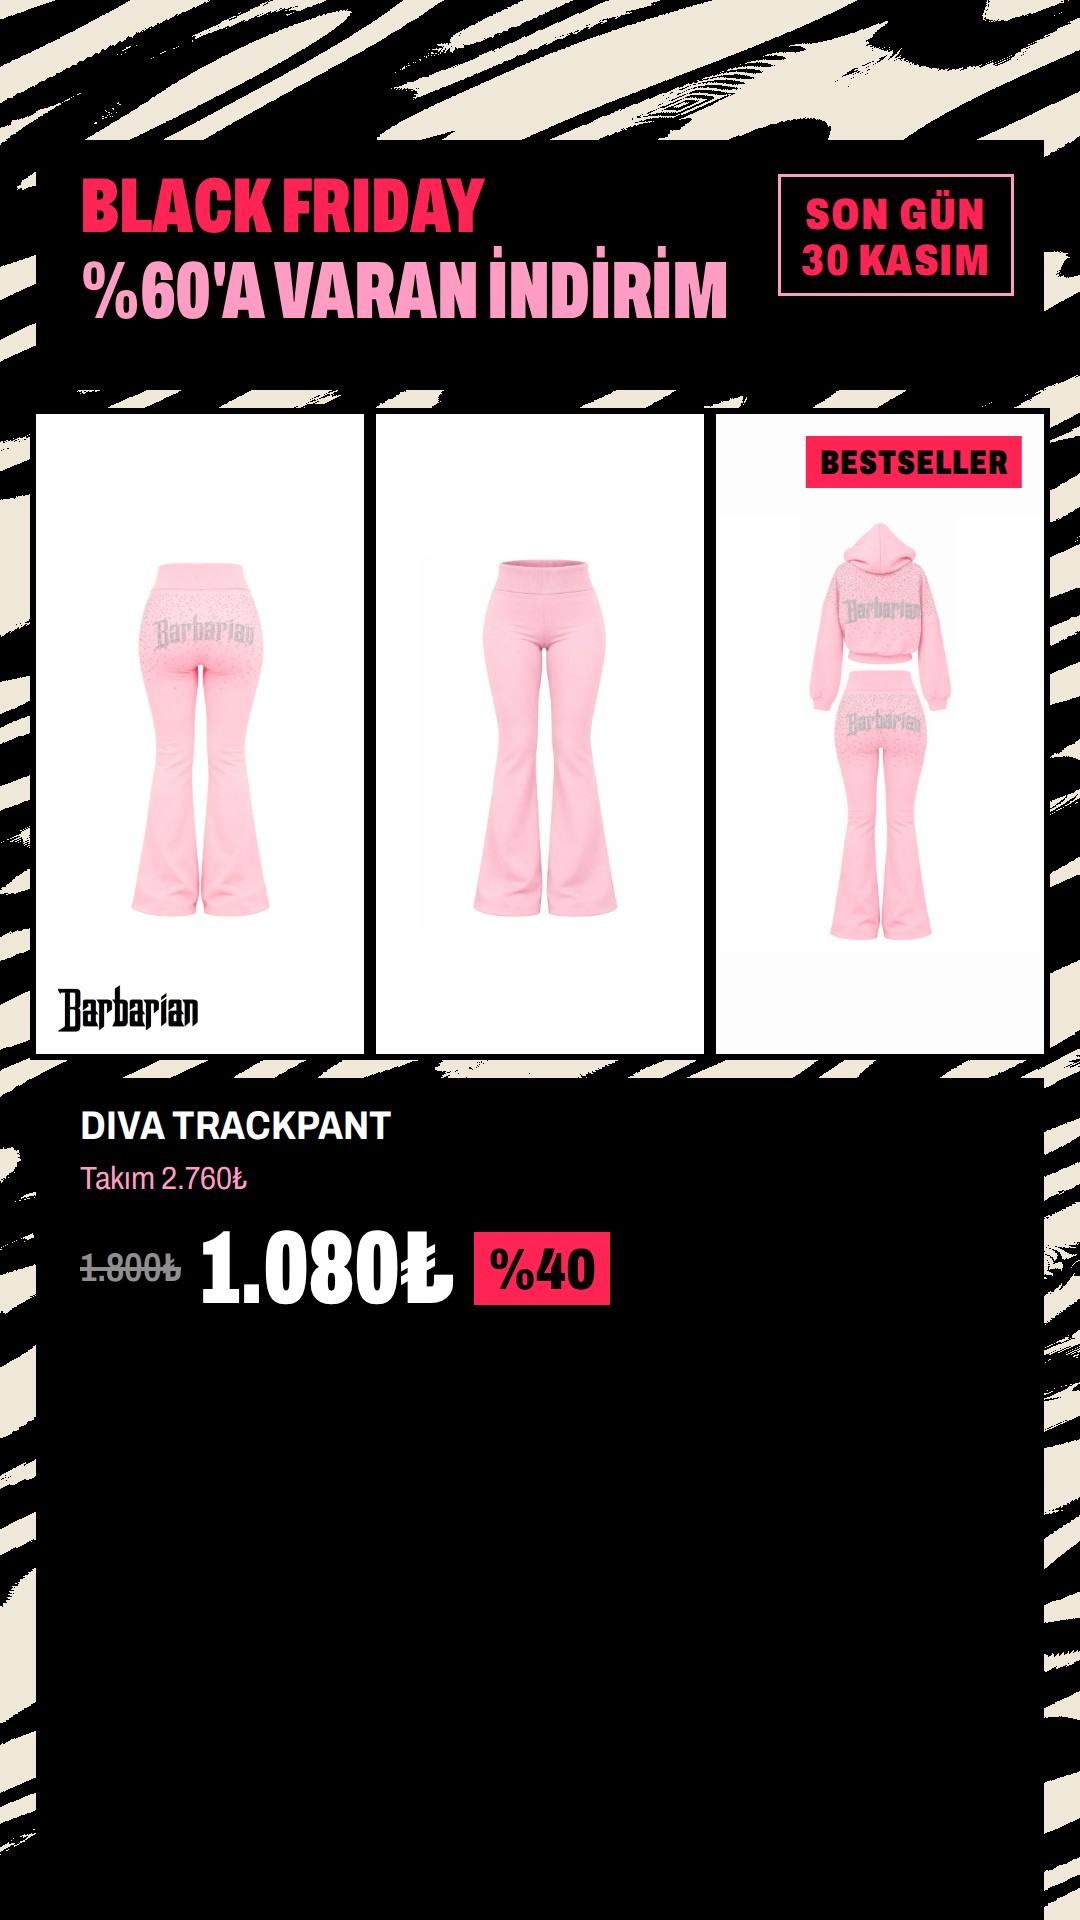 BLACK FRIDAY
%60'A VARAN İNDİRİM
SON GÜN
30 KASIM
BESTSELLER
Barbarian
Barbarian
Barbarian
Barbarian
DIVA TRACKPANT
Takım 2.760₺
1.800₺ 1.080₺ %40